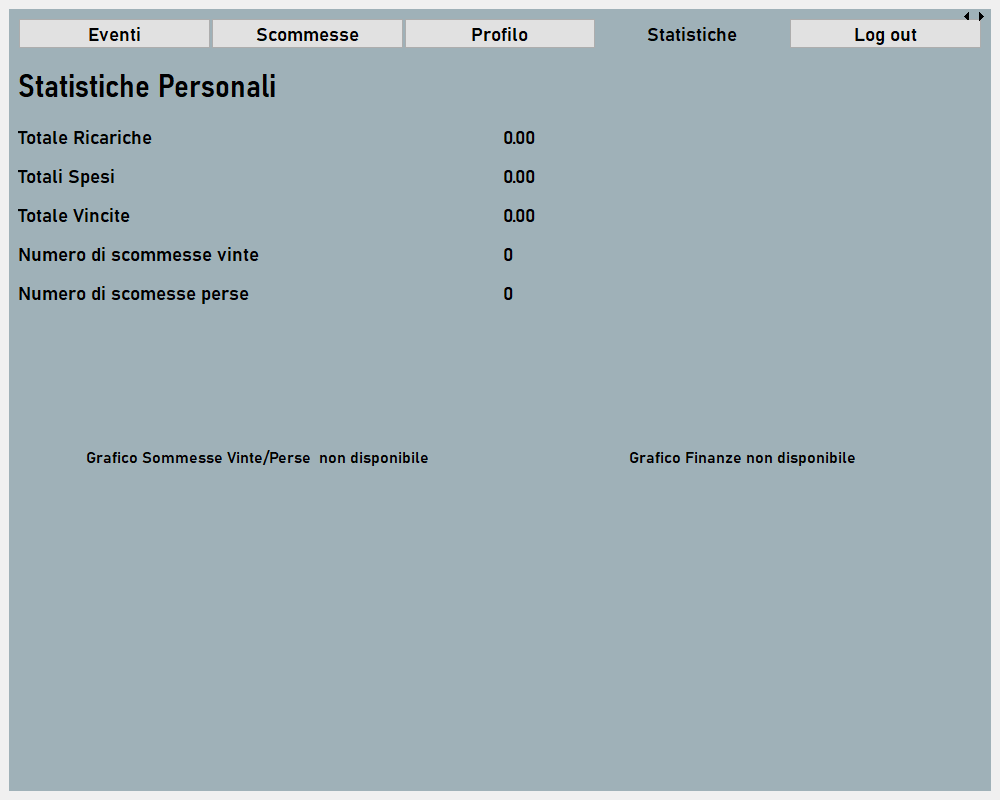 Eventi Scommesse Profilo Statistiche Log out
Statistiche Personali
Totale Ricariche 0.00
Totali Spesi 0.00
Totale Vincite 0.00
Numero di scommesse vinte 0
Numero di scomesse perse 0
Grafico Sommesse Vinte/Perse  non disponibile Grafico Finanze non disponibile